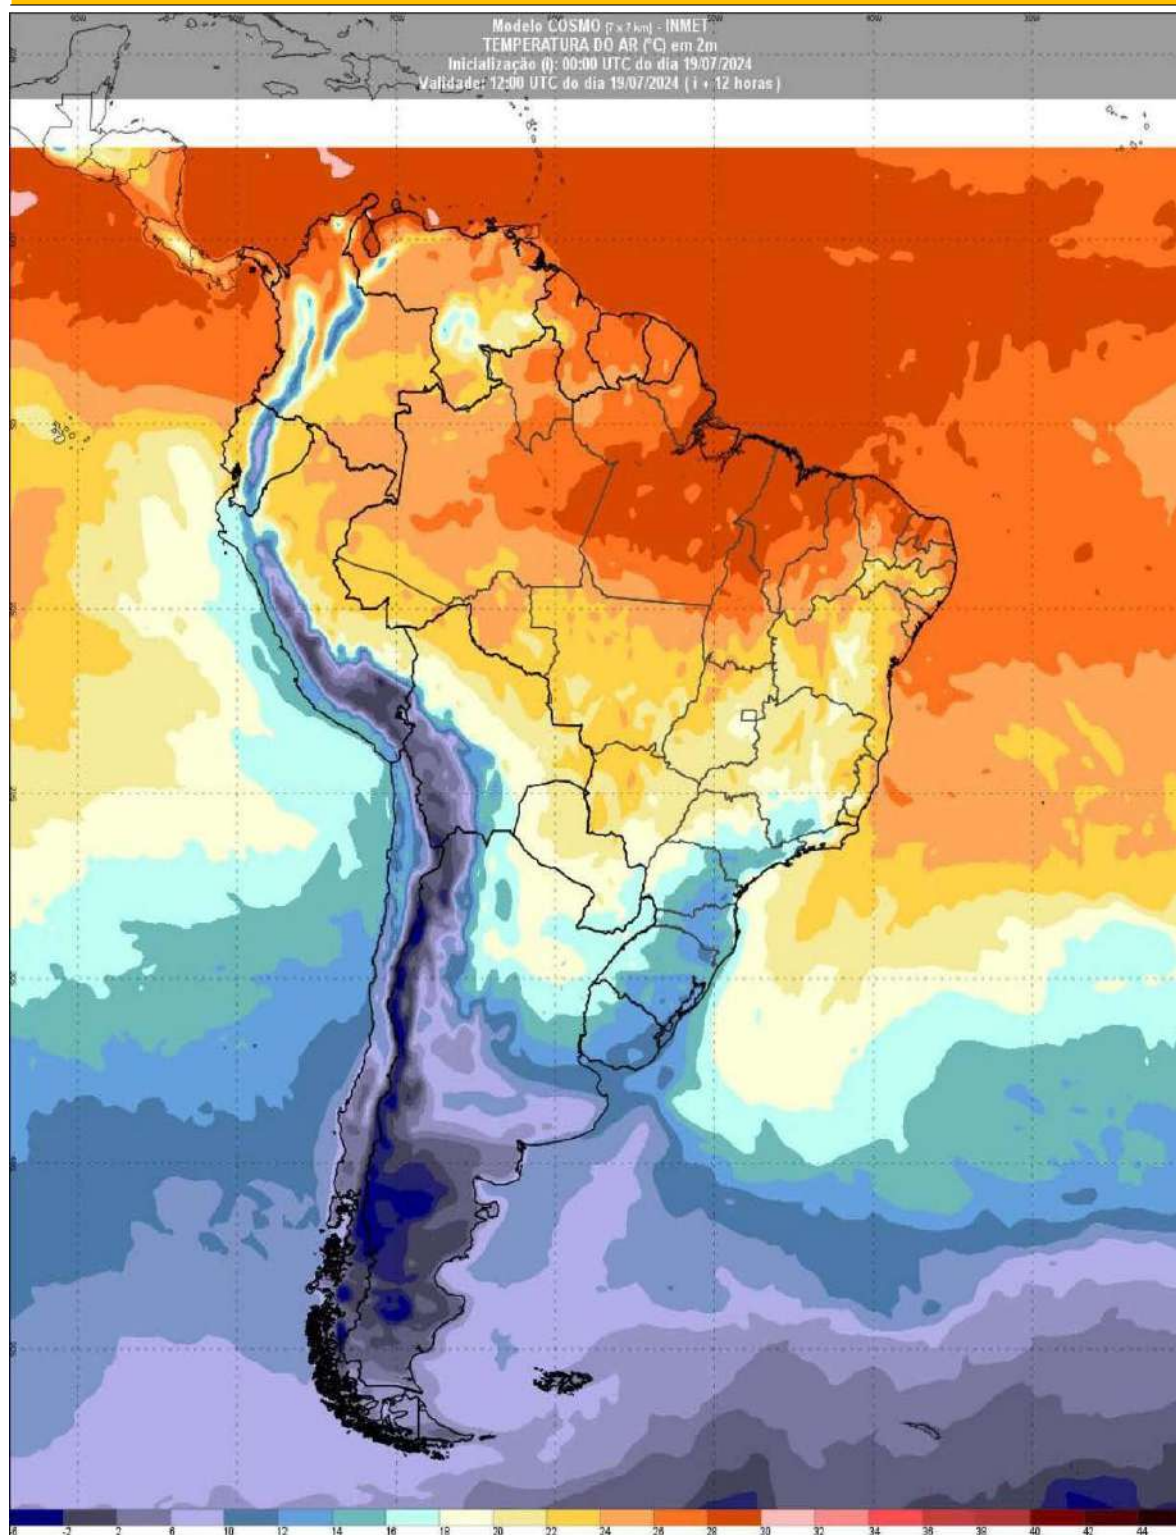 Modelo COSMO (7 x 7 km) - INMET
TEMPERATURA DO AR (°C) em 2m
Inicialização (i): 00:00 UTC do dia 19/07/2024
Validade: 12:00 UTC do dia 19/07/2024 ( i + 12 horas )
-2 2 6 10 12 14 16 18 20 22 24 26 28 30 32 34 36 38 40 42 44